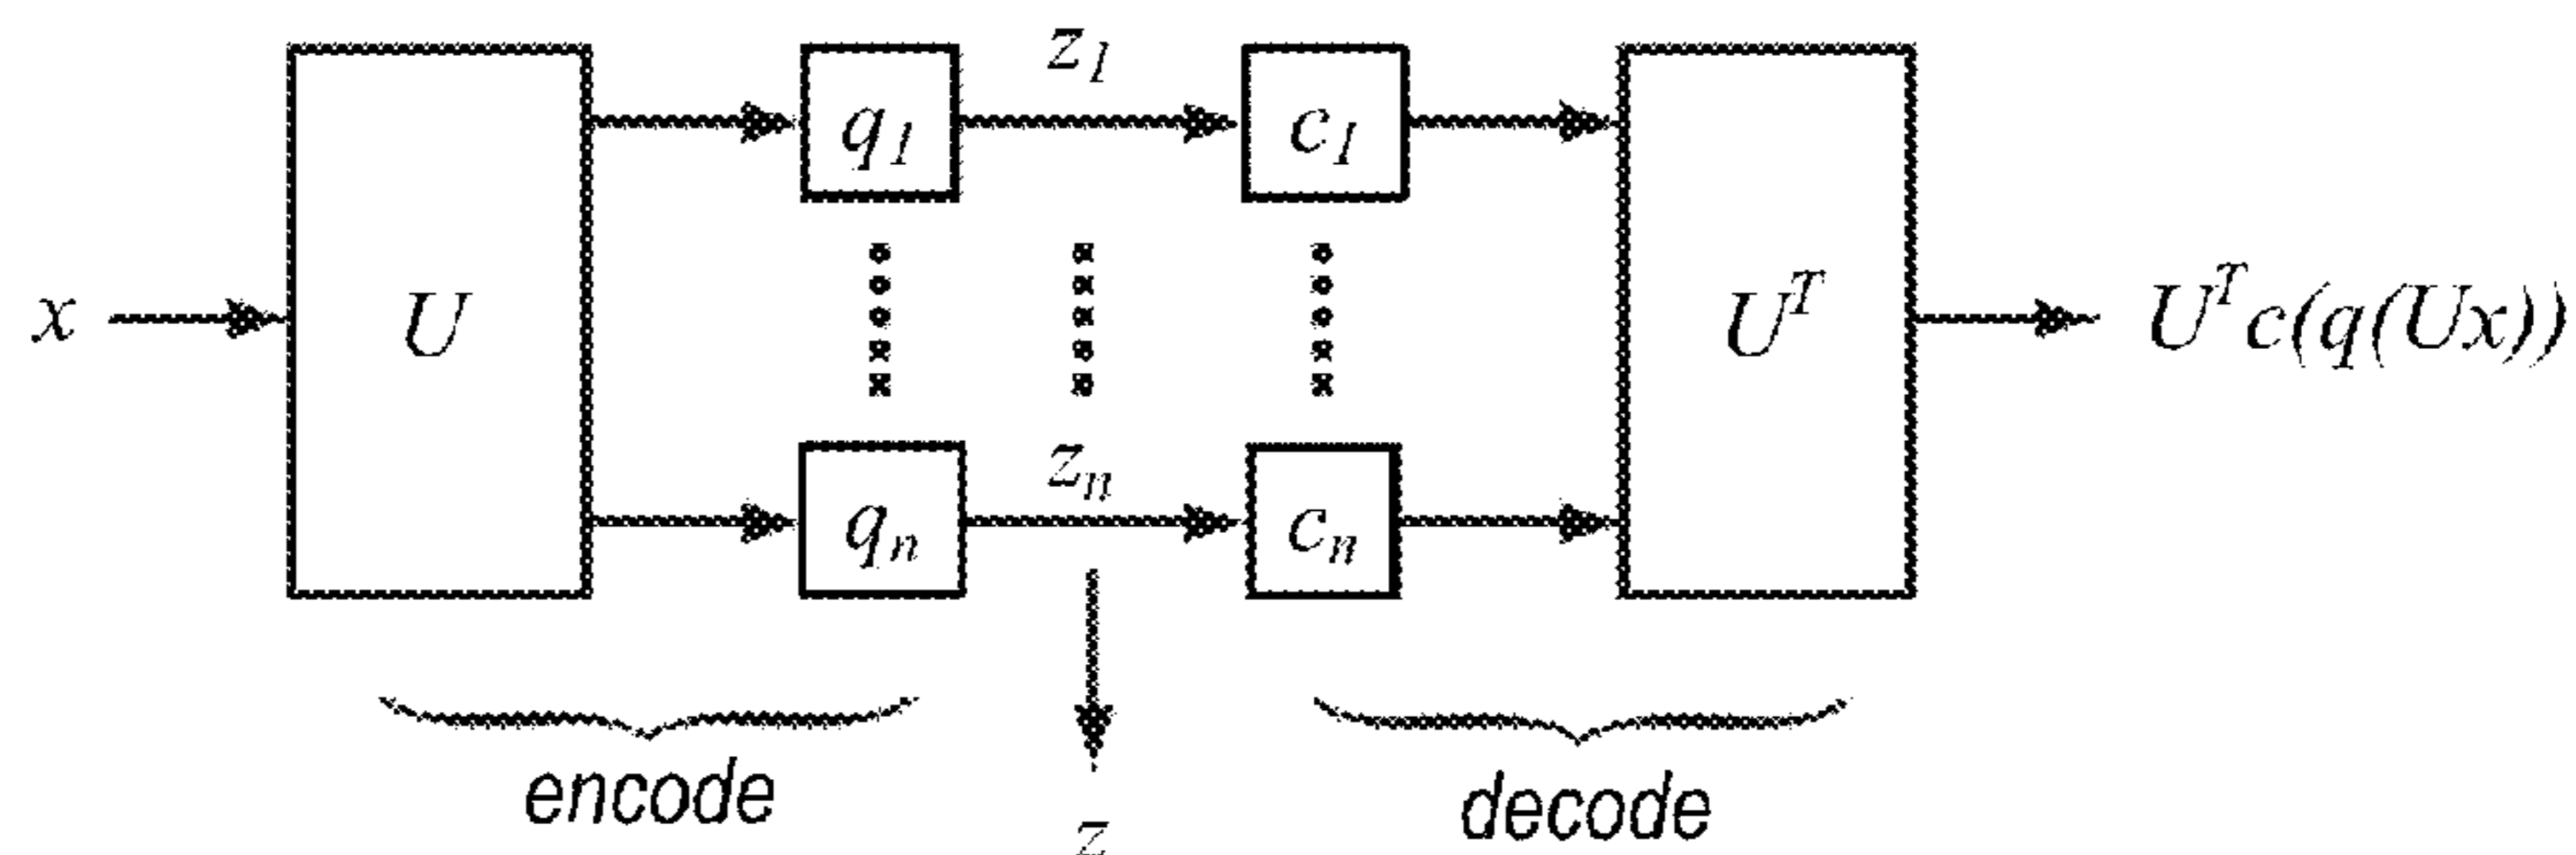 x
U
q1
z1
c1
qn
zn
cn
U^T
U^T c(q(Ux))
encode
z
decode